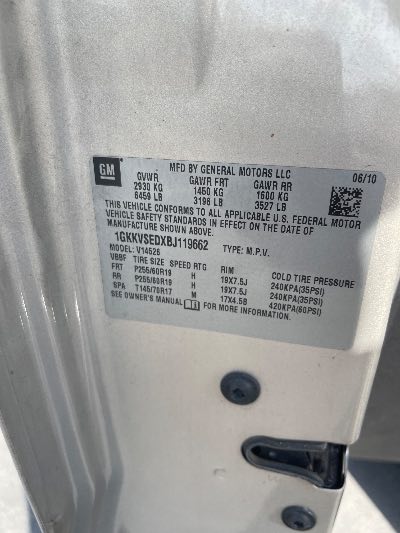 GM
MFD BY GENERAL MOTORS LLC 06/10
GVWR GAWR FRT GAWR RR
2930 KG 1450 KG 1600 KG
6459 LB 3196 LB 3527 LB
THIS VEHICLE CONFORMS TO ALL APPLICABLE U.S. FEDERAL MOTOR
VEHICLE SAFETY STANDARDS IN EFFECT ON THE DATE OF
MANUFACTURE SHOWN ABOVE.
1GKKVSEDXBJ119662 TYPE: M.P.V.
MODEL: V14526
VBBF TIRE SIZE SPEED RTG RIM COLD TIRE PRESSURE
FRT P255/60R19 H 19X7.5J 240KPA(35PSI)
RR P255/60R19 H 19X7.5J 240KPA(35PSI)
SPA T145/70R17 M 17X4.5B 420KPA(60PSI)
SEE OWNER'S MANUAL FOR MORE INFORMATION.